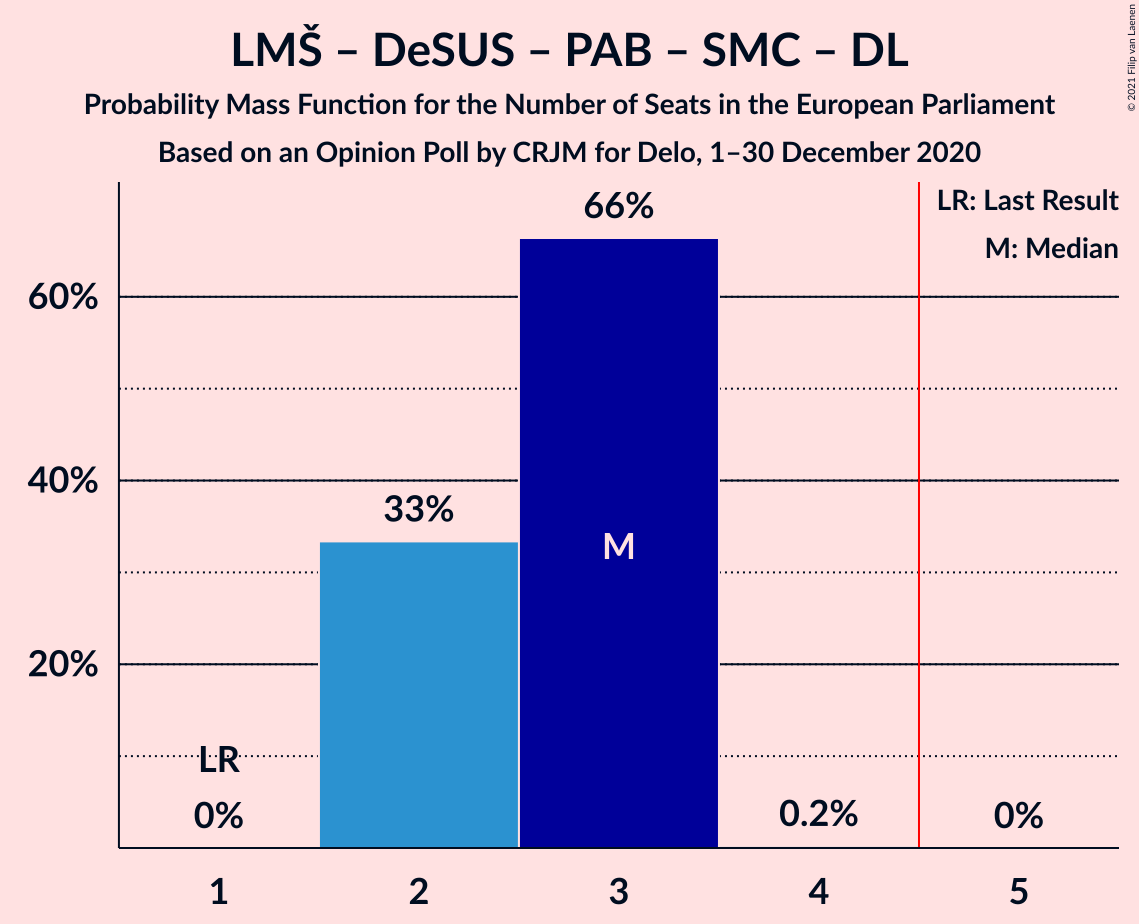 LMŠ – DeSUS – PAB – SMC – DL
Probability Mass Function for the Number of Seats in the European Parliament
Based on an Opinion Poll by CRJM for Delo, 1–30 December 2020
© 2021 Filip van Laenen
LR: Last Result
M: Median
66%
60%
40%
33%
M
20%
LR
0%
0.2%
0%
1 2 3 4 5